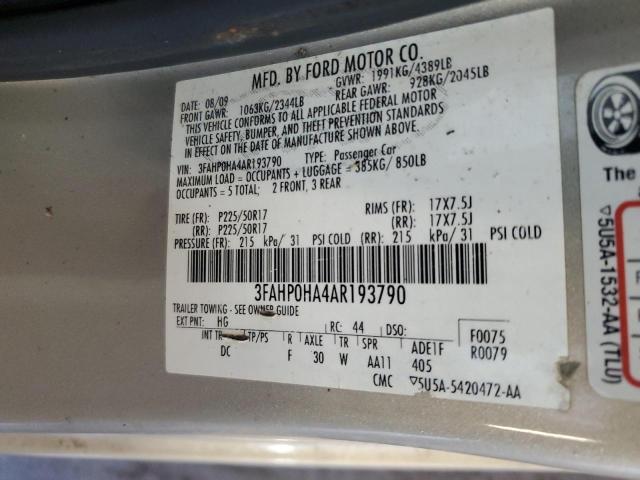 MFD. BY FORD MOTOR CO.
DATE: 08/09 GVWR: 1991KG/4389LB
FRONT GAWR: 1063KG/2344LB REAR GAWR: 928KG/2045LB
THIS VEHICLE CONFORMS TO ALL APPLICABLE FEDERAL MOTOR
VEHICLE SAFETY, BUMPER, AND THEFT PREVENTION STANDARDS
IN EFFECT ON THE DATE OF MANUFACTURE SHOWN ABOVE.
VIN: 3FAHP0HA4AR193790 TYPE: Passenger Car
MAXIMUM LOAD = OCCUPANTS + LUGGAGE = 385KG/ 850LB
OCCUPANTS = 5 TOTAL: 2 FRONT, 3 REAR
TIRE (FR): P225/50R17 RIMS (FR): 17X7.5J
(RR): P225/50R17 (RR): 17X7.5J
PRESSURE (FR): 215 kPa/ 31 PSI COLD (RR): 215 kPa/ 31 PSI COLD
3FAHP0HA4AR193790
TRAILER TOWING - SEE OWNER GUIDE
EXT PNT: HG RC: 44 DSO: F0075
INT TR TP/PS R AXLE TR SPR ADE1F R0079
DC F 30 W AA11 405
CMC ▽5U5A-5420472-AA
The
▽5U5A-1532-AA (TLU)